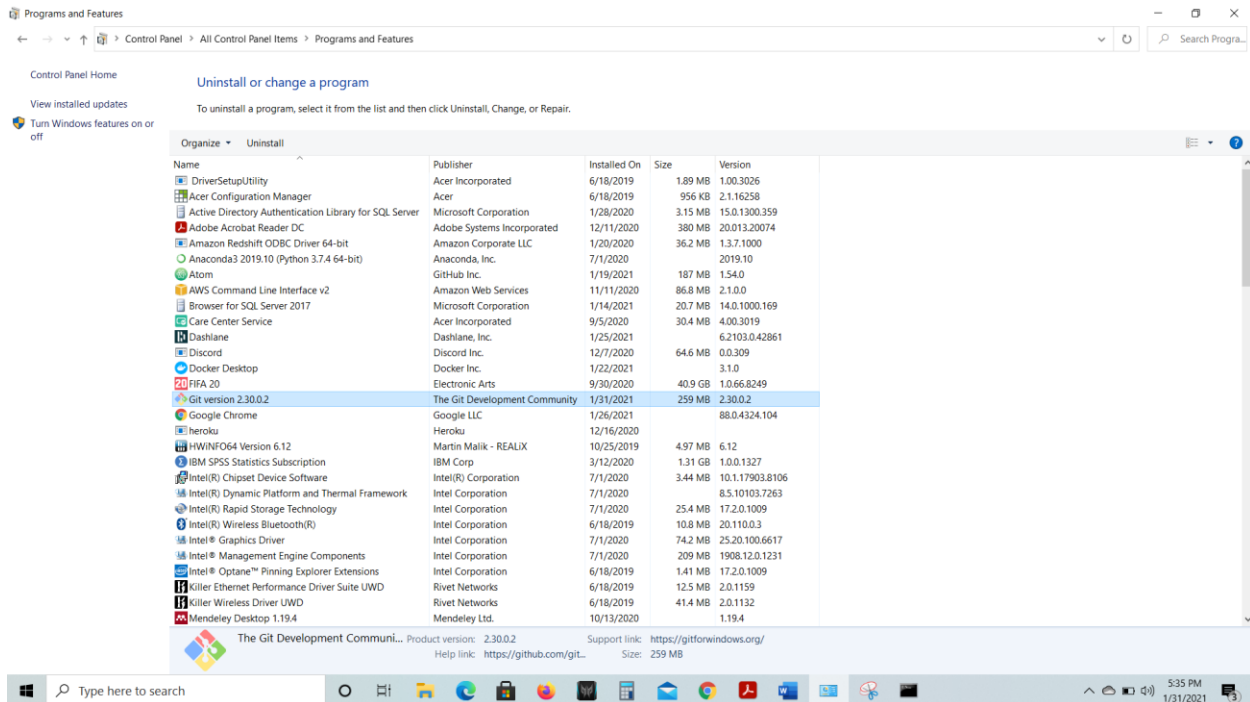 Programs and Features
Control Panel > All Control Panel Items > Programs and Features
Search Progra...
Control Panel Home
View installed updates
Turn Windows features on or
off
Uninstall or change a program
To uninstall a program, select it from the list and then click Uninstall, Change, or Repair.
Organize Uninstall
Name Publisher Installed On Size Version
DriverSetupUtility Acer Incorporated 6/18/2019 1.89 MB 1.00.3026
Acer Configuration Manager Acer 6/18/2019 956 KB 2.1.16258
Active Directory Authentication Library for SQL Server Microsoft Corporation 1/28/2020 3.15 MB 15.0.1300.359
Adobe Acrobat Reader DC Adobe Systems Incorporated 12/11/2020 380 MB 20.013.20074
Amazon Redshift ODBC Driver 64-bit Amazon Corporate LLC 1/20/2020 36.2 MB 1.3.7.1000
Anaconda3 2019.10 (Python 3.7.4 64-bit) Anaconda, Inc. 7/1/2020 2019.10
Atom GitHub Inc. 1/19/2021 187 MB 1.54.0
AWS Command Line Interface v2 Amazon Web Services 11/11/2020 86.8 MB 2.1.0.0
Browser for SQL Server 2017 Microsoft Corporation 1/14/2021 20.7 MB 14.0.1000.169
Care Center Service Acer Incorporated 9/5/2020 30.4 MB 4.00.3019
Dashlane Dashlane, Inc. 1/25/2021 6.2103.0.42861
Discord Discord Inc. 12/7/2020 64.6 MB 0.0.309
Docker Desktop Docker Inc. 1/22/2021 3.1.0
20 FIFA 20 Electronic Arts 9/30/2020 40.9 GB 1.0.66.8249
Git version 2.30.0.2 The Git Development Community 1/31/2021 259 MB 2.30.0.2
Google Chrome Google LLC 1/26/2021 88.0.4324.104
heroku Heroku 12/16/2020
HWiNFO64 Version 6.12 Martin Malik - REALiX 10/25/2019 4.97 MB 6.12
IBM SPSS Statistics Subscription IBM Corp 3/12/2020 1.31 GB 1.0.0.1327
Intel(R) Chipset Device Software Intel(R) Corporation 7/1/2020 3.44 MB 10.1.17903.8106
Intel(R) Dynamic Platform and Thermal Framework Intel Corporation 7/1/2020 8.5.10103.7263
Intel(R) Rapid Storage Technology Intel Corporation 7/1/2020 25.4 MB 17.2.0.1009
Intel(R) Wireless Bluetooth(R) Intel Corporation 6/18/2019 10.8 MB 20.110.0.3
Intel® Graphics Driver Intel Corporation 7/1/2020 74.2 MB 25.20.100.6617
Intel® Management Engine Components Intel Corporation 7/1/2020 209 MB 1908.12.0.1231
Intel® Optane™ Pinning Explorer Extensions Intel Corporation 6/18/2019 1.41 MB 17.2.0.1009
Killer Ethernet Performance Driver Suite UWD Rivet Networks 6/18/2019 12.5 MB 2.0.1159
Killer Wireless Driver UWD Rivet Networks 6/18/2019 41.4 MB 2.0.1132
Mendeley Desktop 1.19.4 Mendeley Ltd. 10/13/2020 1.19.4
The Git Development Communi... Product version: 2.30.0.2 Support link: https://gitforwindows.org/
Help link: https://github.com/git... Size: 259 MB
Type here to search
5:35 PM
1/31/2021
3